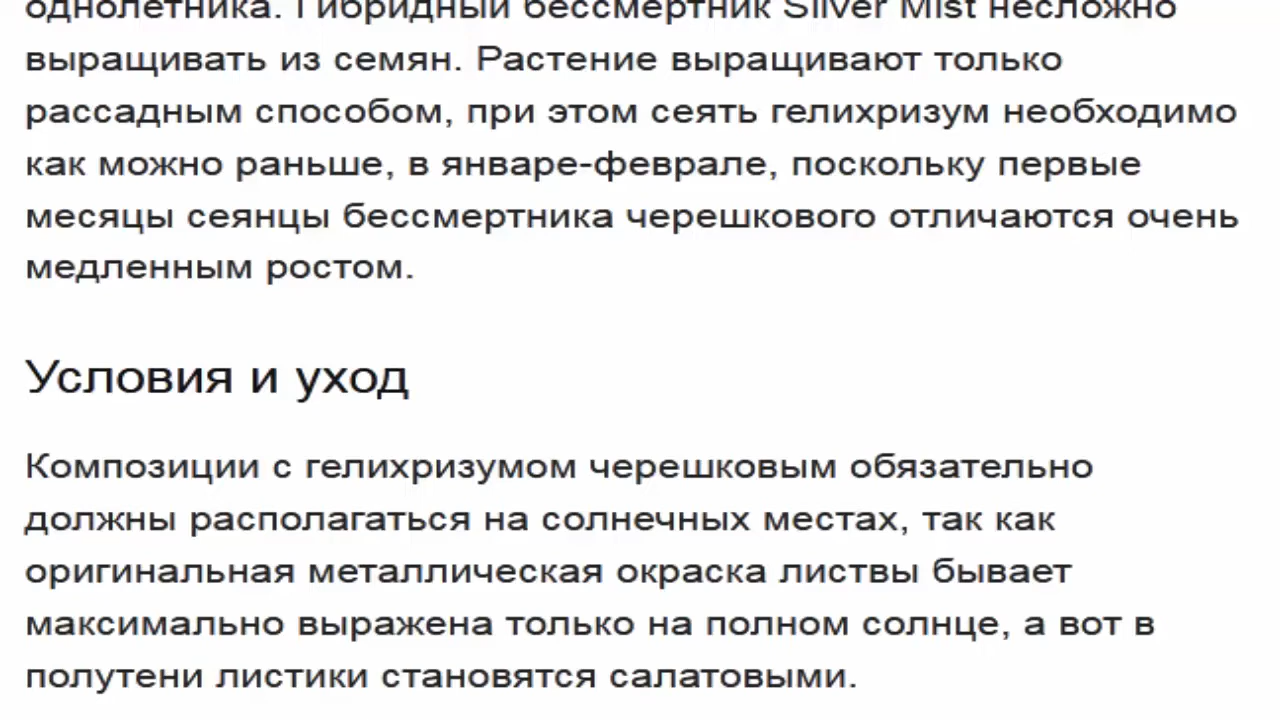 однолетника. Гибридный бессмертник Silver Mist несложно
выращивать из семян. Растение выращивают только
рассадным способом, при этом сеять гелихризум необходимо
как можно раньше, в январе-феврале, поскольку первые
месяцы сеянцы бессмертника черешкового отличаются очень
медленным ростом.
Условия и уход
Композиции с гелихризумом черешковым обязательно
должны располагаться на солнечных местах, так как
оригинальная металлическая окраска листвы бывает
максимально выражена только на полном солнце, а вот в
полутени листики становятся салатовыми.